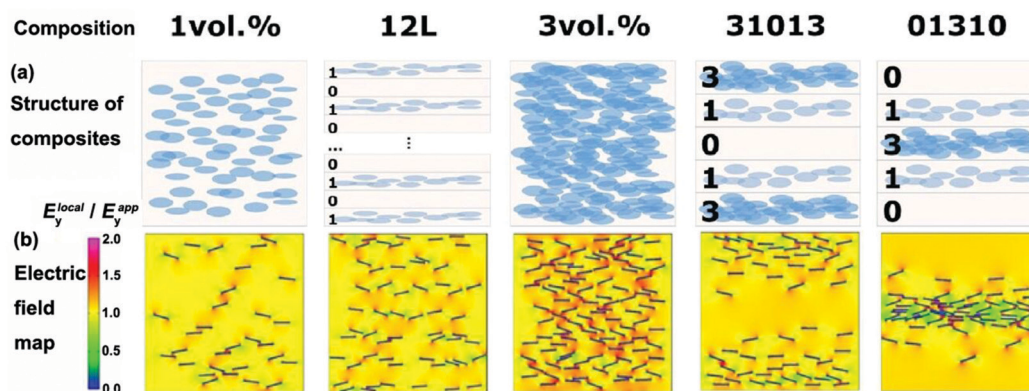 Composition 1vol.% 12L 3vol.% 31013 01310
(a)
Structure of
composites
1
0
1
0
...
⋮
0
1
0
1
3
1
0
1
3
0
1
3
1
0
E_y^local / E_y^app
(b)
Electric
field
map
2.0
1.5
1.0
0.5
0.0